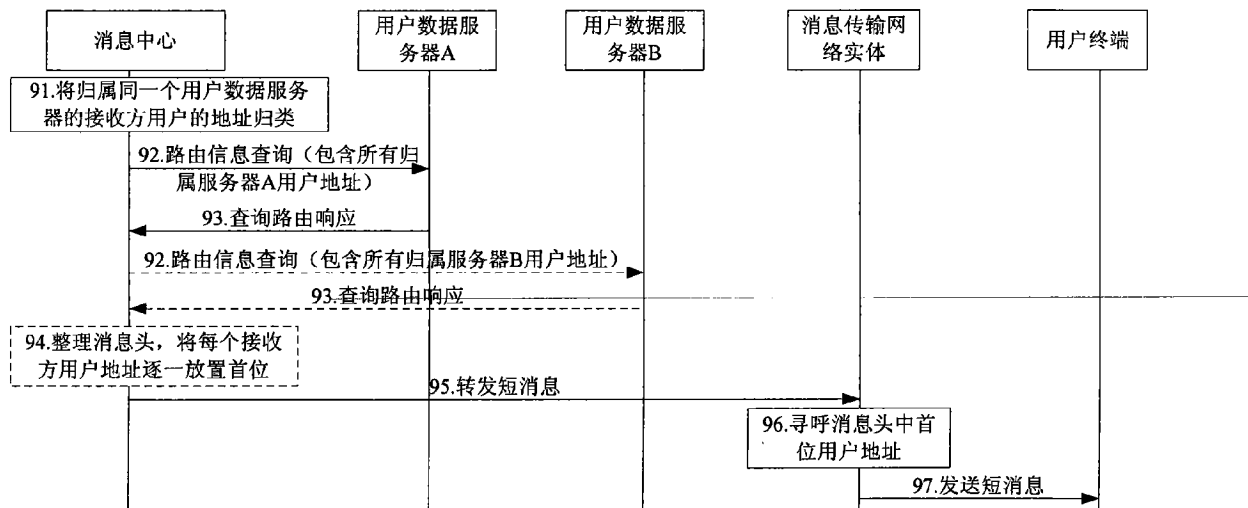 消息中心
用户数据服
务器A
用户数据服
务器B
消息传输网
络实体
用户终端
91.将归属同一个用户数据服务
器的接收方用户的地址归类
92.路由信息查询（包含所有归
属服务器A用户地址）
93.查询路由响应
92.路由信息查询（包含所有归属服务器B用户地址）
93.查询路由响应
94.整理消息头，将每个接收
方用户地址逐一放置首位
95.转发短消息
96.寻呼消息头中首
位用户地址
97.发送短消息